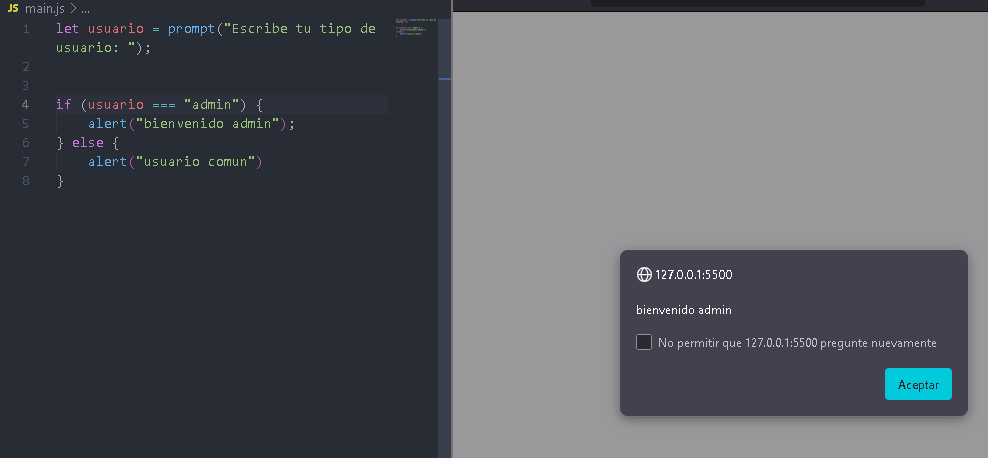 JS main.js > ...
1 let usuario = prompt("Escribe tu tipo de
usuario: ");
2
3
4 if (usuario === "admin") {
5 alert("bienvenido admin");
6 } else {
7 alert("usuario comun")
8 }
127.0.0.1:5500
bienvenido admin
No permitir que 127.0.0.1:5500 pregunte nuevamente
Aceptar